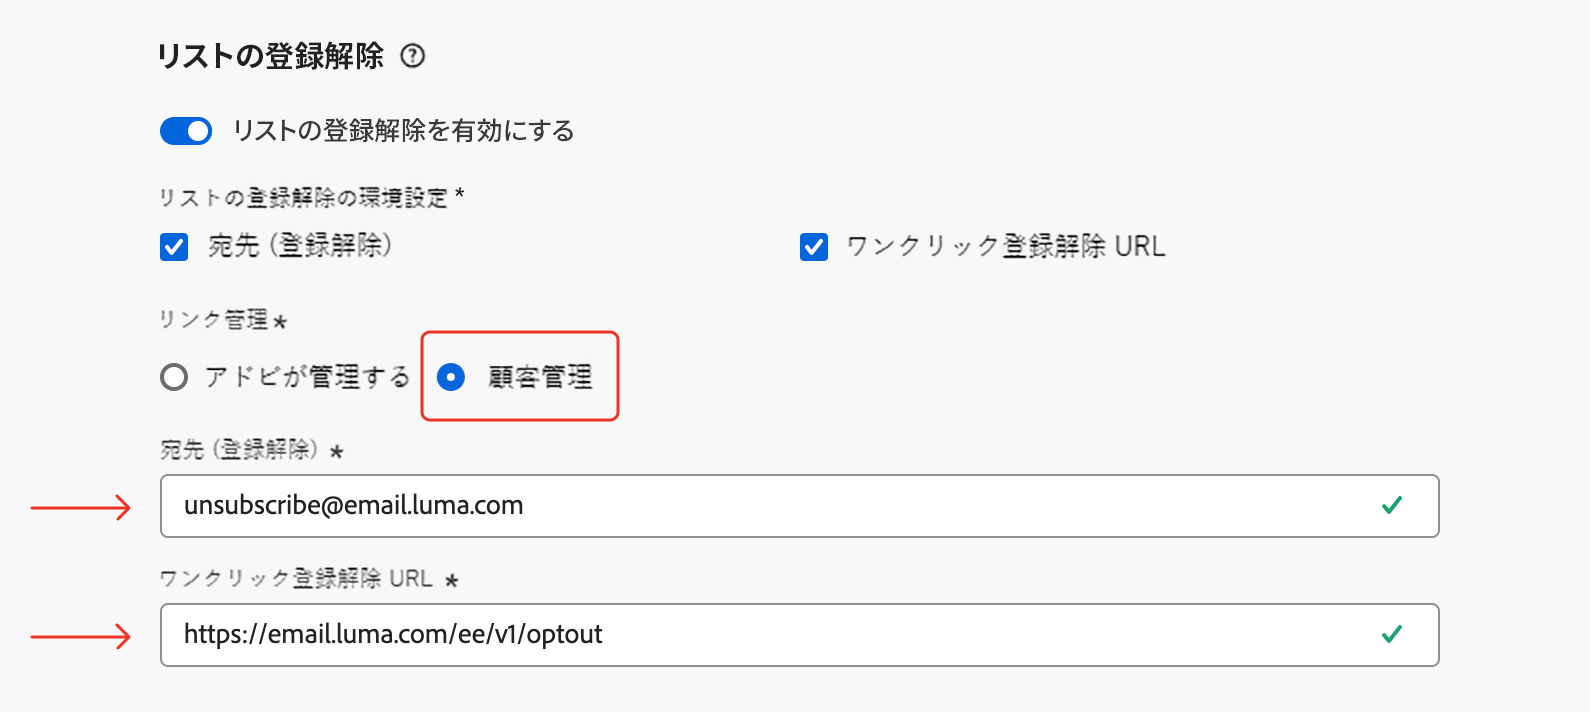 リストの登録解除 ?
リストの登録解除を有効にする
リストの登録解除の環境設定 *
宛先 (登録解除) ワンクリック登録解除 URL
リンク管理 *
アドビが管理する 顧客管理
宛先 (登録解除) *
unsubscribe@email.luma.com
ワンクリック登録解除 URL *
https://email.luma.com/ee/v1/optout